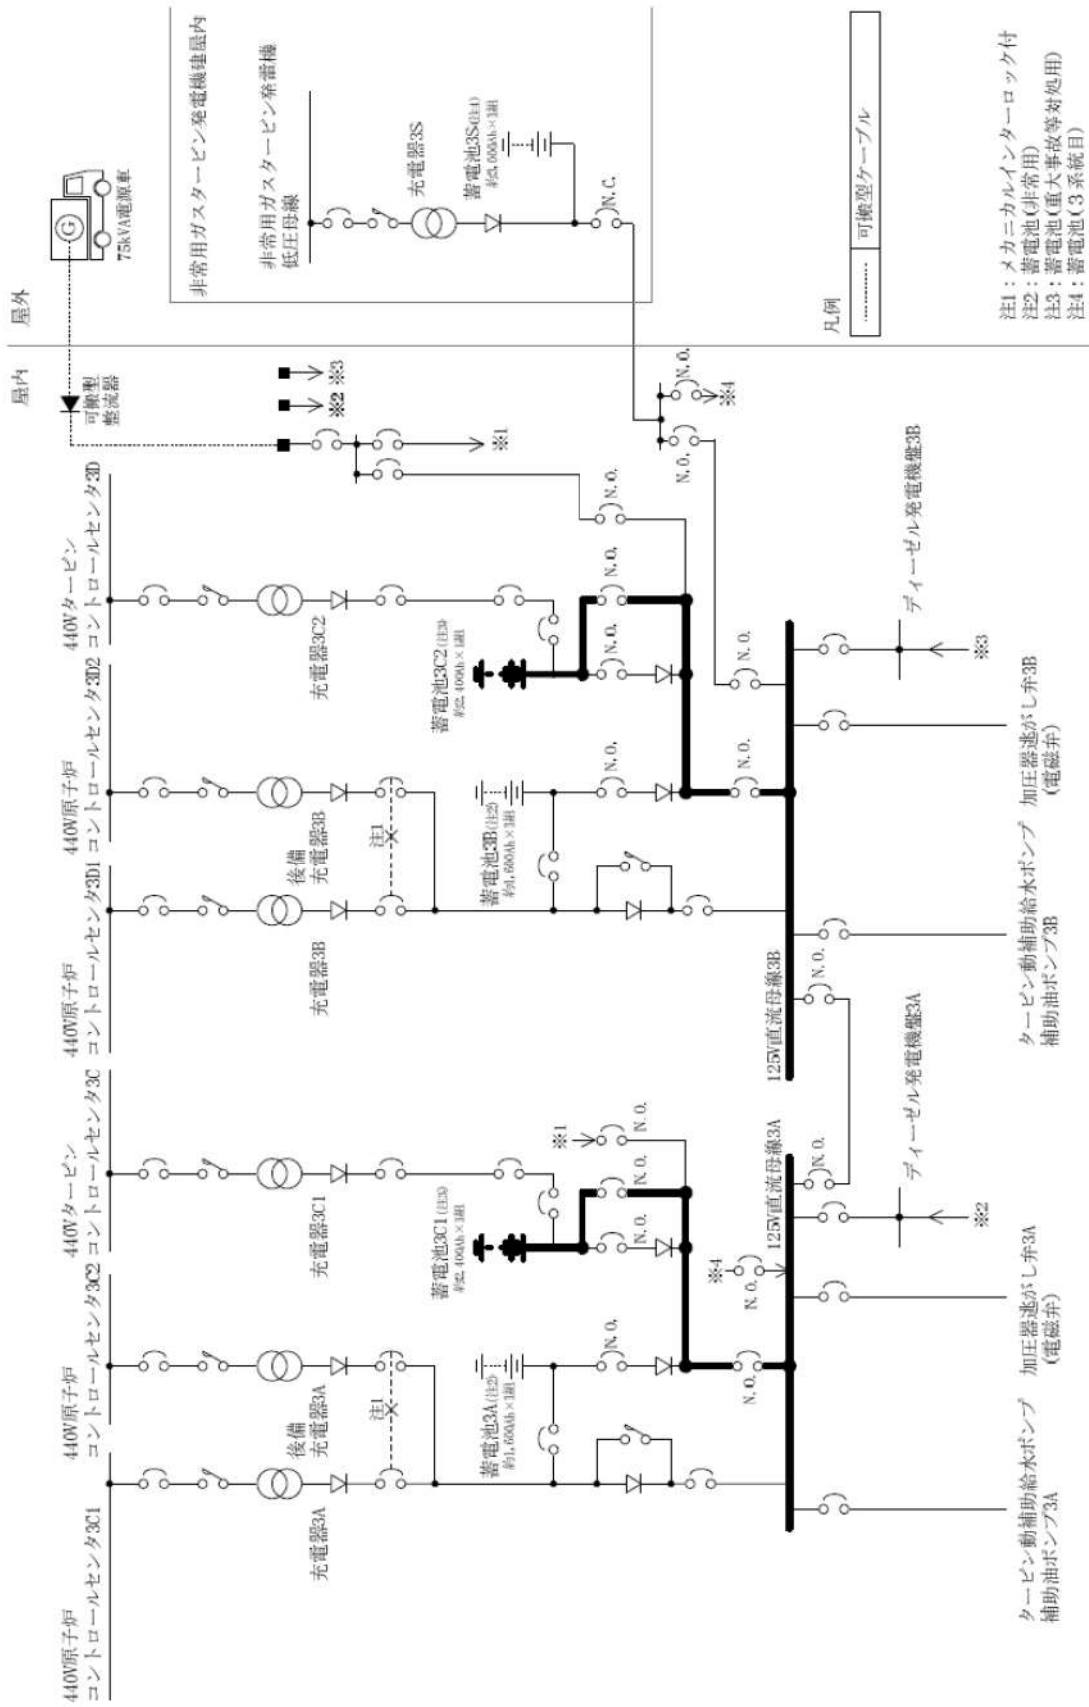 屋外
屋内
75kVA電源車
G
可搬型
整流器
※1
※2
※3
非常用ガスタービン発電機建屋内
非常用ガスタービン発電機
低圧母線
充電器3S
蓄電池3S(注4)
約3,000Ah×1組
N.C.
N.O.
N.O.
※4
凡例
可搬型ケーブル
注1：メカニカルインターロック付
注2：蓄電池(非常用)
注3：蓄電池(重大事故等対処用)
注4：蓄電池(3系統目)
440V原子炉
コントロールセンタ3C1
440V原子炉
コントロールセンタ3C2
440Vタービン
コントロールセンタ3C
440V原子炉
コントロールセンタ3D1
440V原子炉
コントロールセンタ3D2
440Vタービン
コントロールセンタ3D
充電器3A
後備
充電器3A
充電器3C1
充電器3B
後備
充電器3B
充電器3C2
注1
注1
蓄電池3A(注2)
約1,600Ah×1組
蓄電池3C1(注3)
約2,400Ah×1組
蓄電池3B(注2)
約1,600Ah×1組
蓄電池3C2(注3)
約2,400Ah×1組
※1
N.O.
N.O.
N.O.
N.O.
N.O.
N.O.
N.O.
N.O.
N.O.
※4
N.O.
N.O.
N.O.
N.O.
125V直流母線3A
N.O.
125V直流母線3B
N.O.
ディーゼル発電機盤3A
※2
ディーゼル発電機盤3B
※3
タービン動補助給水ポンプ
補助油ポンプ3A
加圧器逃がし弁3A
(電磁弁)
タービン動補助給水ポンプ
補助油ポンプ3B
加圧器逃がし弁3B
(電磁弁)